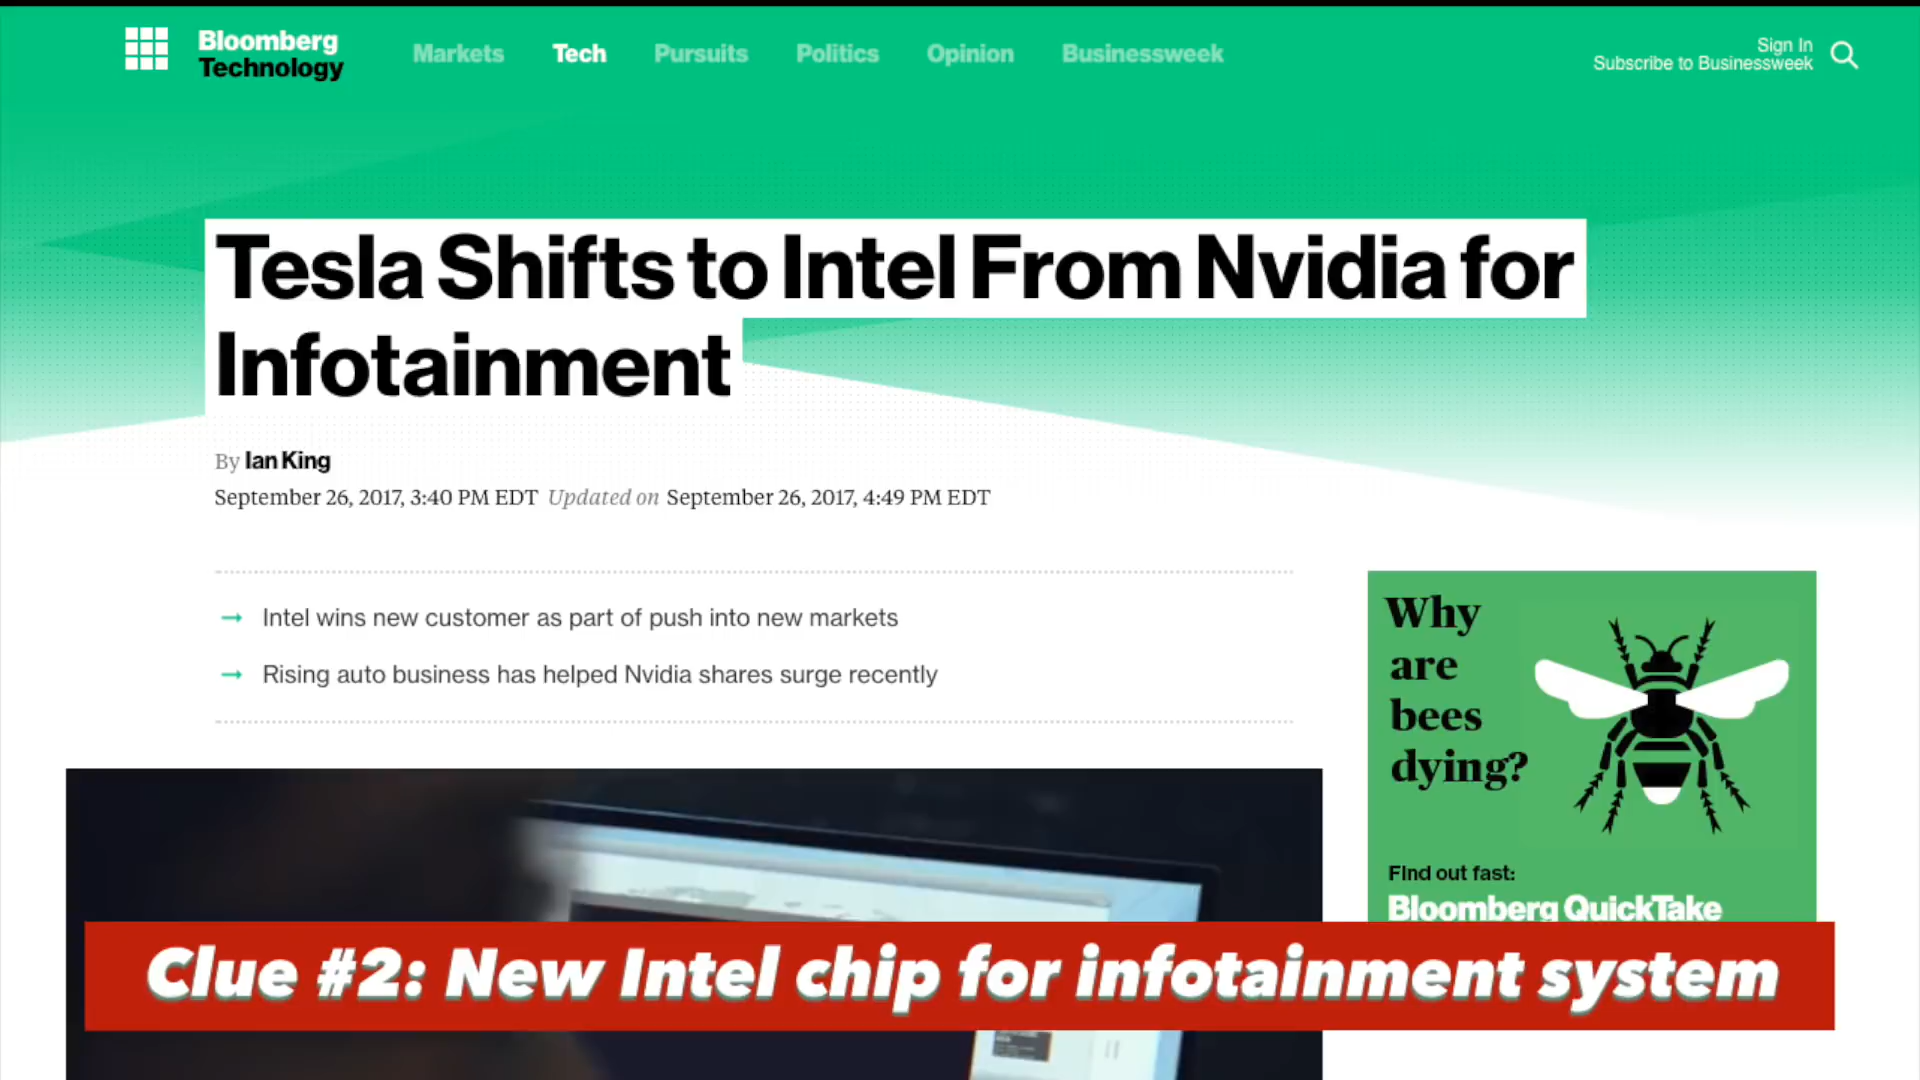 Bloomberg
Technology
Markets
Tech
Pursuits
Politics
Opinion
Businessweek
Sign In
Subscribe to Businessweek
Tesla Shifts to Intel From Nvidia for
Infotainment
By Ian King
September 26, 2017, 3:40 PM EDT Updated on September 26, 2017, 4:49 PM EDT
→ Intel wins new customer as part of push into new markets
→ Rising auto business has helped Nvidia shares surge recently
Why
are
bees
dying?
Find out fast:
Bloomberg QuickTake
Clue #2: New Intel chip for infotainment system